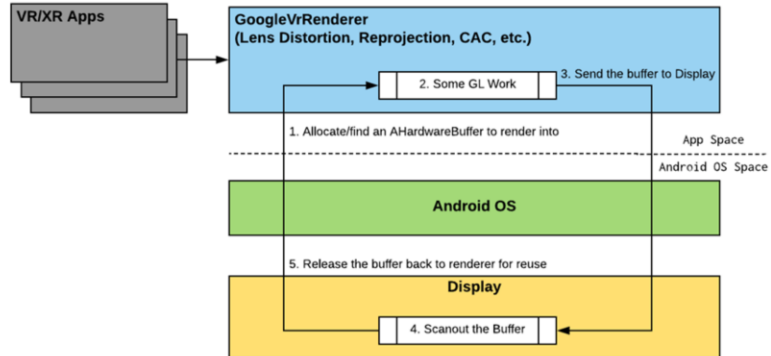 VR/XR Apps
GoogleVrRenderer
(Lens Distortion, Reprojection, CAC, etc.)
3. Send the buffer to Display
2. Some GL Work
1. Allocate/find an AHardwareBuffer to render into
App Space
Android OS Space
Android OS
5. Release the buffer back to renderer for reuse
Display
4. Scanout the Buffer